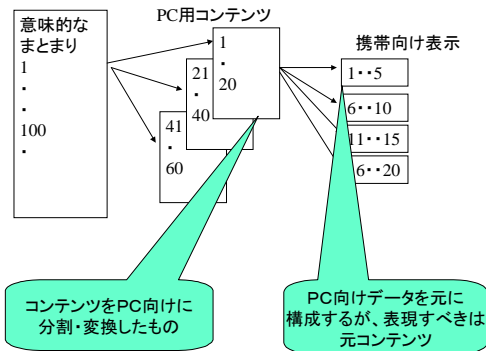 意味的な
まとまり
1
・
・
100
・
PC用コンテンツ
1
・
20
21
・
40
41
・
60
携帯向け表示
1・・5
6・・10
11・・15
6・・20
コンテンツをPC向けに
分割・変換したもの
PC向けデータを元に
構成するが、表現すべきは
元コンテンツ